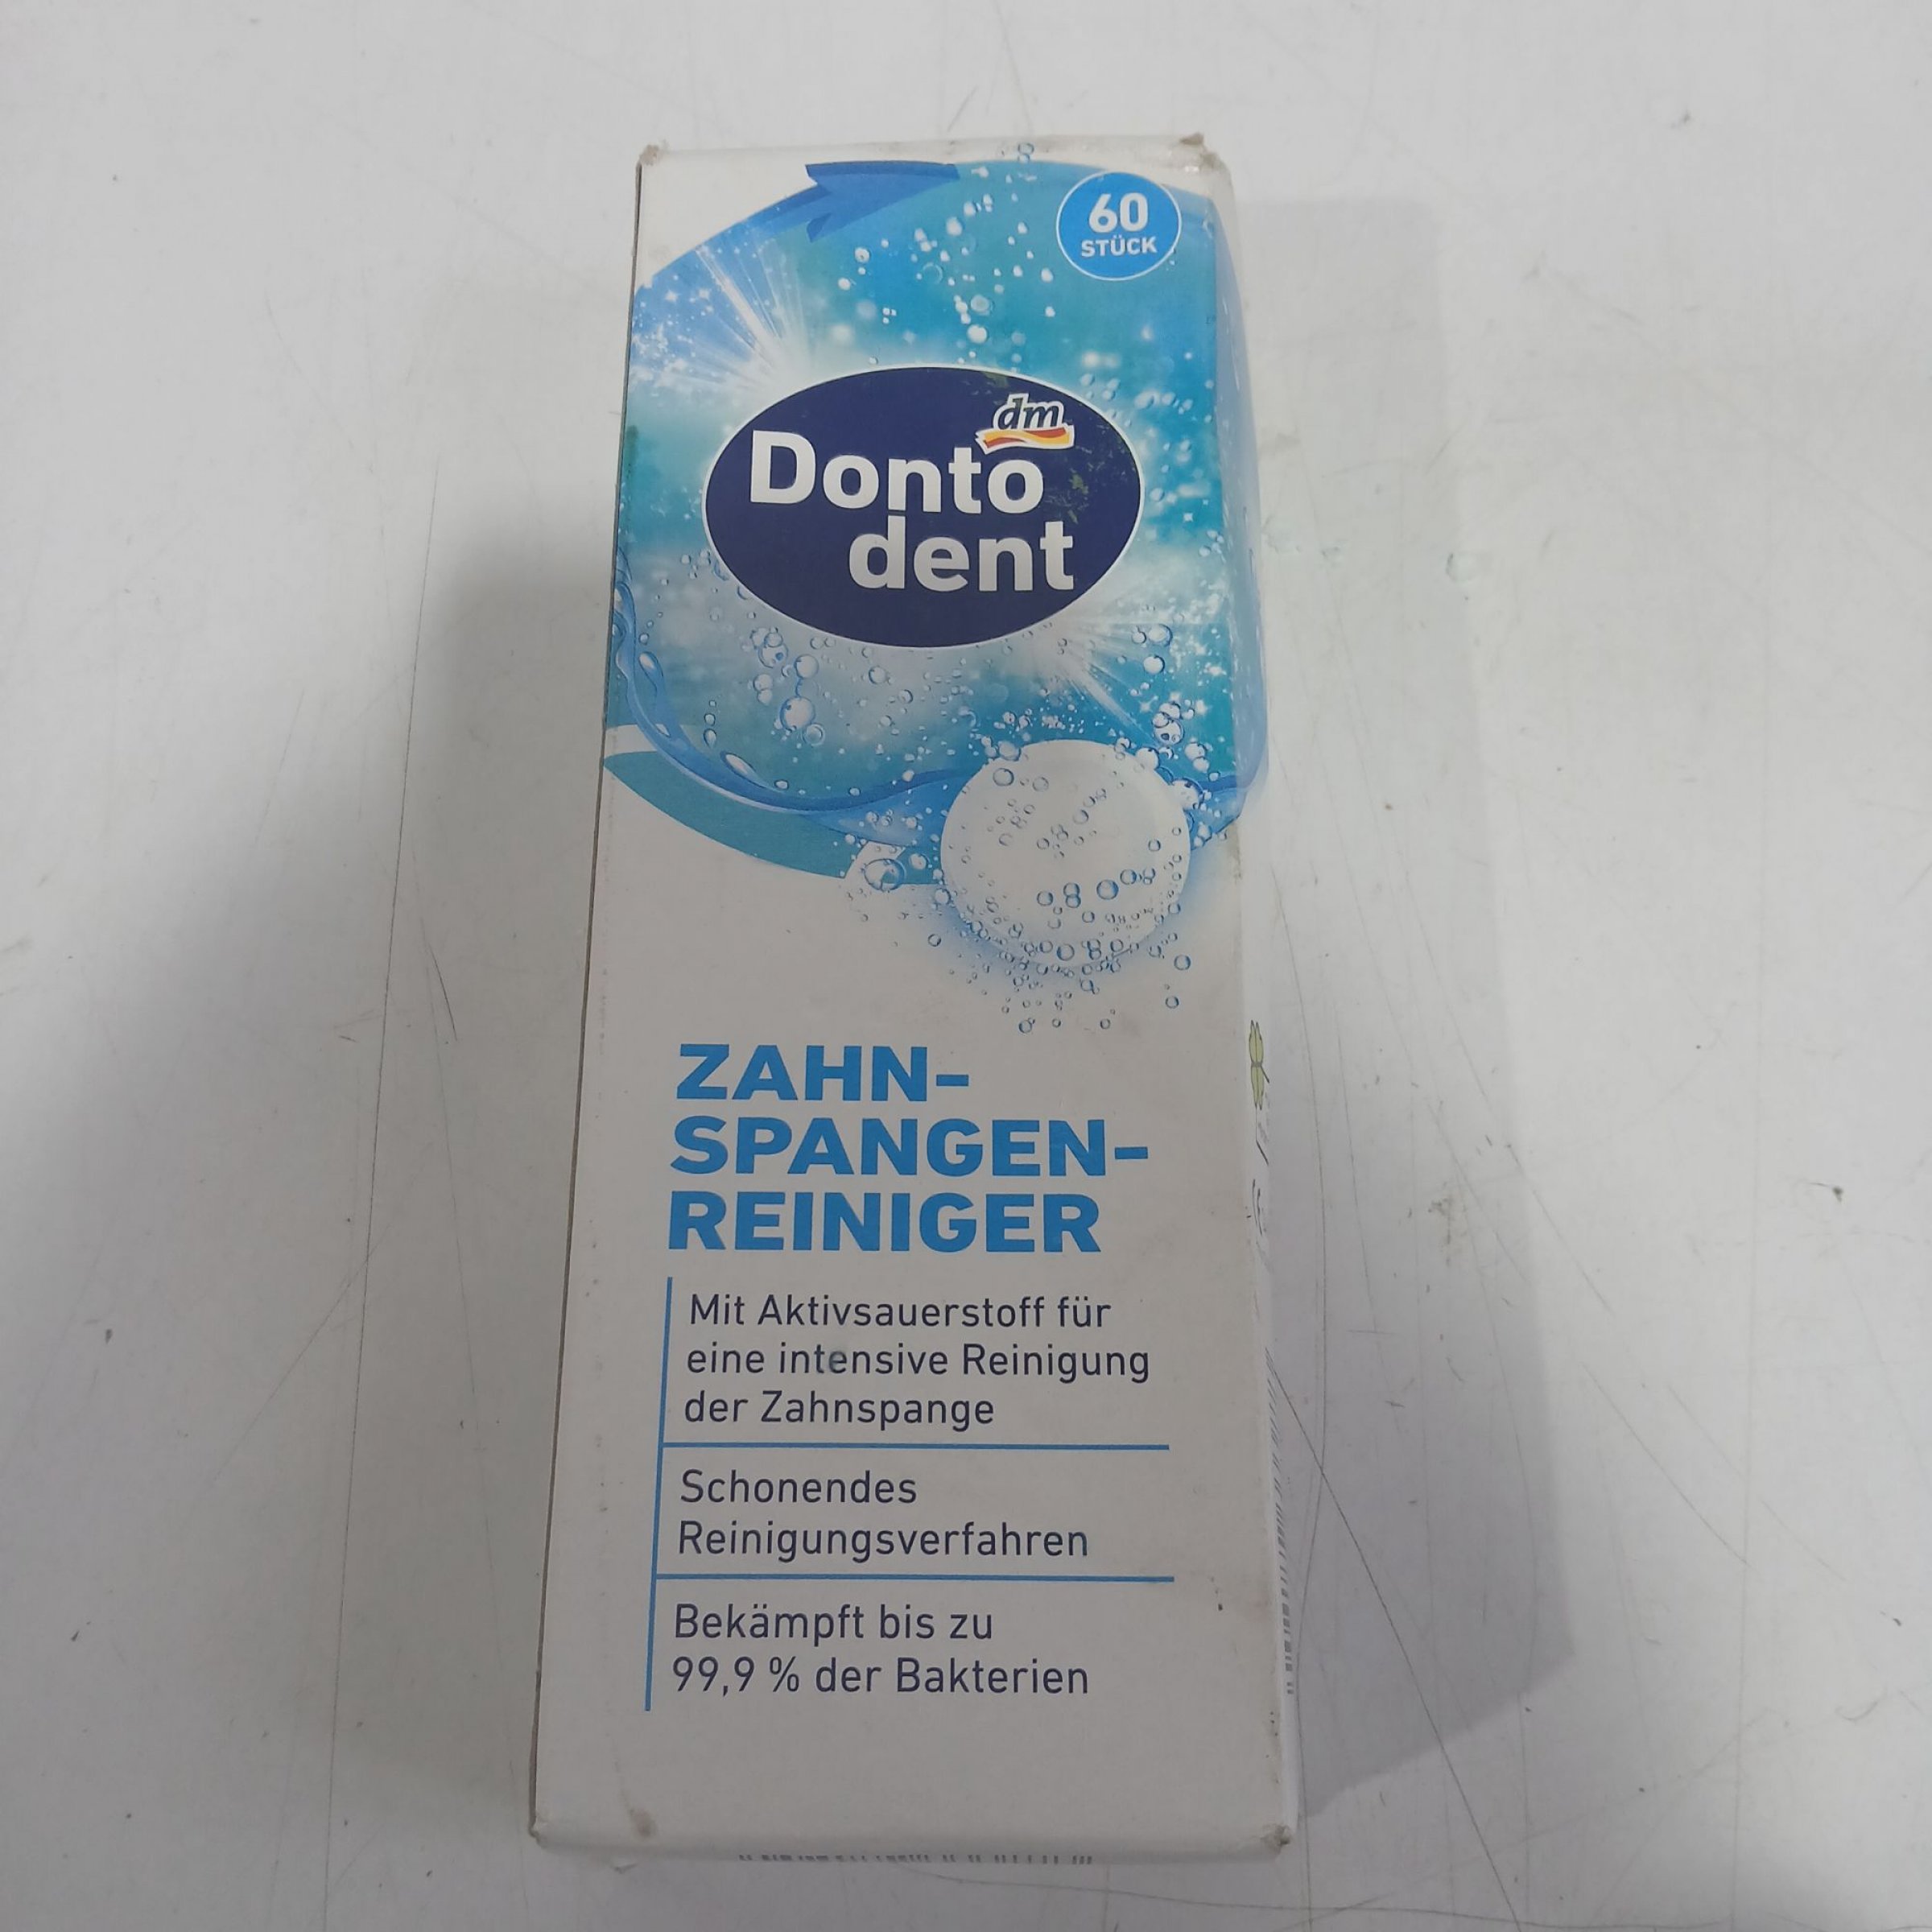 60
STÜCK
dm
Donto
dent
ZAHN-
SPANGEN-
REINIGER
Mit Aktivsauerstoff für
eine intensive Reinigung
der Zahnspange
Schonendes
Reinigungsverfahren
Bekämpft bis zu
99,9 % der Bakterien